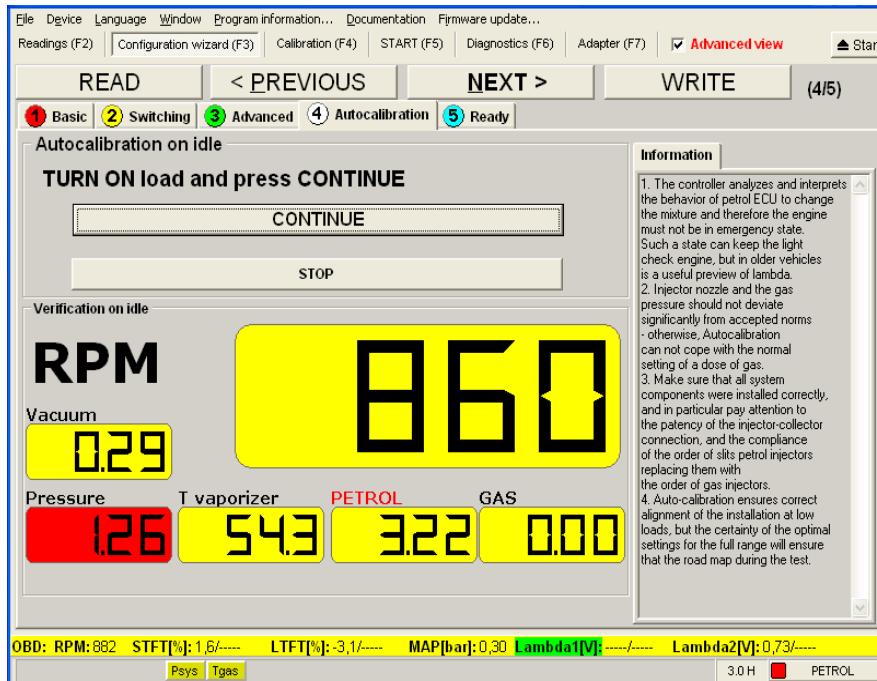 File Device Language Window Program information... Documentation Firmware update...
Readings (F2) Configuration wizard (F3) Calibration (F4) START (F5) Diagnostics (F6) Adapter (F7) Advanced view Star
READ < PREVIOUS NEXT > WRITE (4/5)
1 Basic 2 Switching 3 Advanced 4 Autocalibration 5 Ready
Autocalibration on idle
TURN ON load and press CONTINUE
CONTINUE
STOP
Verification on idle
RPM
860
Vacuum
0.29
Pressure T vaporizer PETROL GAS
1.26 54.3 3.22 0.00
Information
1. The controller analyzes and interprets
the behavior of petrol ECU to change
the mixture and therefore the engine
must not be in emergency state.
Such a state can keep the light
check engine, but in older vehicles
is a useful preview of lambda.
2. Injector nozzle and the gas
pressure should not deviate
significantly from accepted norms
- otherwise, Autocalibration
can not cope with the normal
setting of a dose of gas.
3. Make sure that all system
components were installed correctly,
and in particular pay attention to
the patency of the injector-collector
connection, and the compliance
of the order of slits petrol injectors
replacing them with
the order of gas injectors.
4. Auto-calibration ensures correct
alignment of the installation at low
loads, but the certainty of the optimal
settings for the full range will ensure
that the road map during the test.
OBD: RPM: 882 STFT[%]: 1,6/----- LTFT[%]: -3,1/----- MAP[bar]: 0,30 Lambda1[V]: -----/----- Lambda2[V]: 0,73/-----
Psys Tgas 3.0 H PETROL